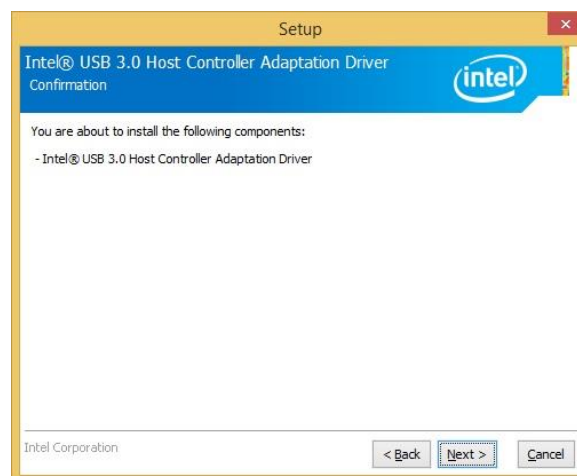 Setup
Intel® USB 3.0 Host Controller Adaptation Driver
Confirmation
intel
You are about to install the following components:
- Intel® USB 3.0 Host Controller Adaptation Driver
Intel Corporation
< Back
Next >
Cancel